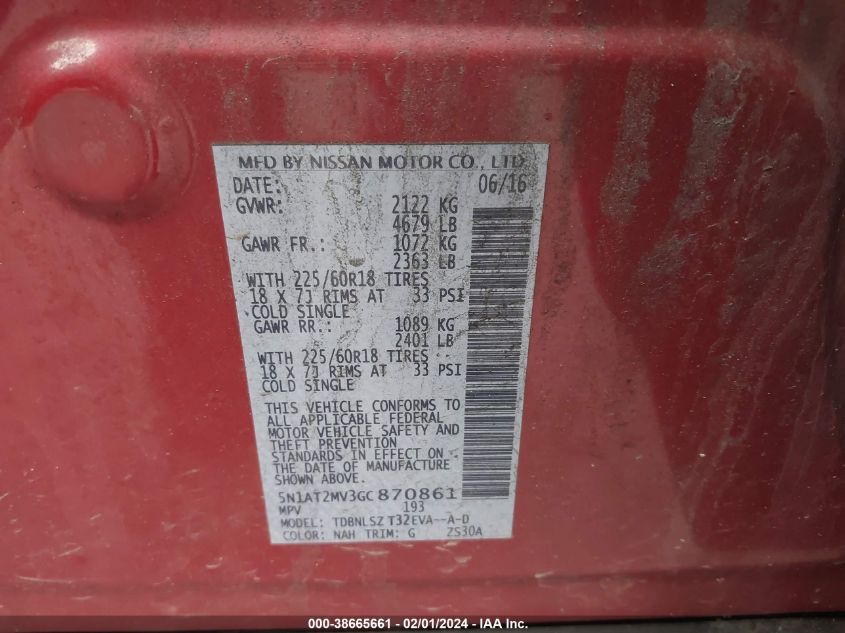 MFD BY NISSAN MOTOR CO., LTD
DATE: 06/16
GVWR: 2122 KG
4679 LB
GAWR FR.: 1072 KG
2363 LB
WITH 225/60R18 TIRES
18 X 7J RIMS AT 33 PSI
COLD SINGLE
GAWR RR.: 1089 KG
2401 LB
WITH 225/60R18 TIRES
18 X 7J RIMS AT 33 PSI
COLD SINGLE
THIS VEHICLE CONFORMS TO
ALL APPLICABLE FEDERAL
MOTOR VEHICLE SAFETY AND
THEFT PREVENTION
STANDARDS IN EFFECT ON
THE DATE OF MANUFACTURE
SHOWN ABOVE.
5N1AT2MV3GC870861
MPV 193
MODEL: TDBNLSZ T32EVA--A-D
COLOR: NAH TRIM: G ZS30A
000-38665661 - 02/01/2024 - IAA Inc.